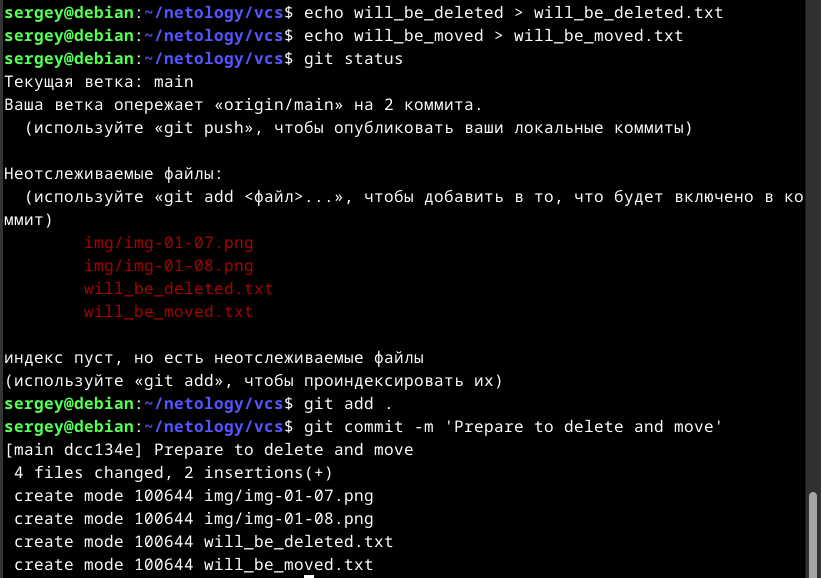 sergey@debian:~/netology/vcs$ echo will_be_deleted > will_be_deleted.txt
sergey@debian:~/netology/vcs$ echo will_be_moved > will_be_moved.txt
sergey@debian:~/netology/vcs$ git status
Текущая ветка: main
Ваша ветка опережает «origin/main» на 2 коммита.
  (используйте «git push», чтобы опубликовать ваши локальные коммиты)

Неотслеживаемые файлы:
  (используйте «git add <файл>...», чтобы добавить в то, что будет включено в ко
ммит)
        img/img-01-07.png
        img/img-01-08.png
        will_be_deleted.txt
        will_be_moved.txt

индекс пуст, но есть неотслеживаемые файлы
(используйте «git add», чтобы проиндексировать их)
sergey@debian:~/netology/vcs$ git add .
sergey@debian:~/netology/vcs$ git commit -m 'Prepare to delete and move'
[main dcc134e] Prepare to delete and move
 4 files changed, 2 insertions(+)
 create mode 100644 img/img-01-07.png
 create mode 100644 img/img-01-08.png
 create mode 100644 will_be_deleted.txt
 create mode 100644 will_be_moved.txt